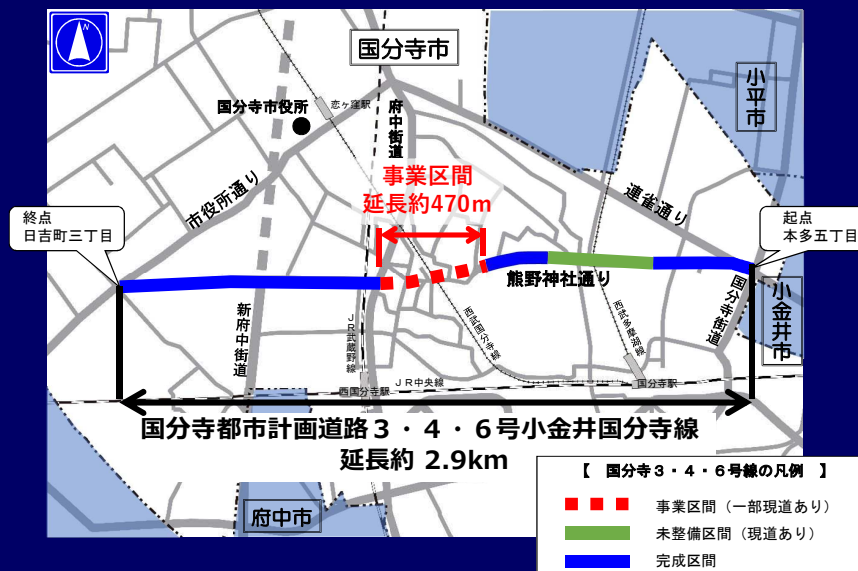 N
国分寺市
小平市
国分寺市役所
恋ヶ窪駅
府中街道
事業区間
延長約470m
市役所通り
連雀通り
終点
日吉町三丁目
起点
本多五丁目
熊野神社通り
国分寺街道
小金井市
新府中街道
JR武蔵野線
西武国分寺線
西武多摩湖線
JR中央線
西国分寺駅
国分寺駅
国分寺都市計画道路3・4・6号小金井国分寺線
延長約 2.9km
府中市
【 国分寺3・4・6号線の凡例 】
事業区間(一部現道あり)
未整備区間(現道あり)
完成区間